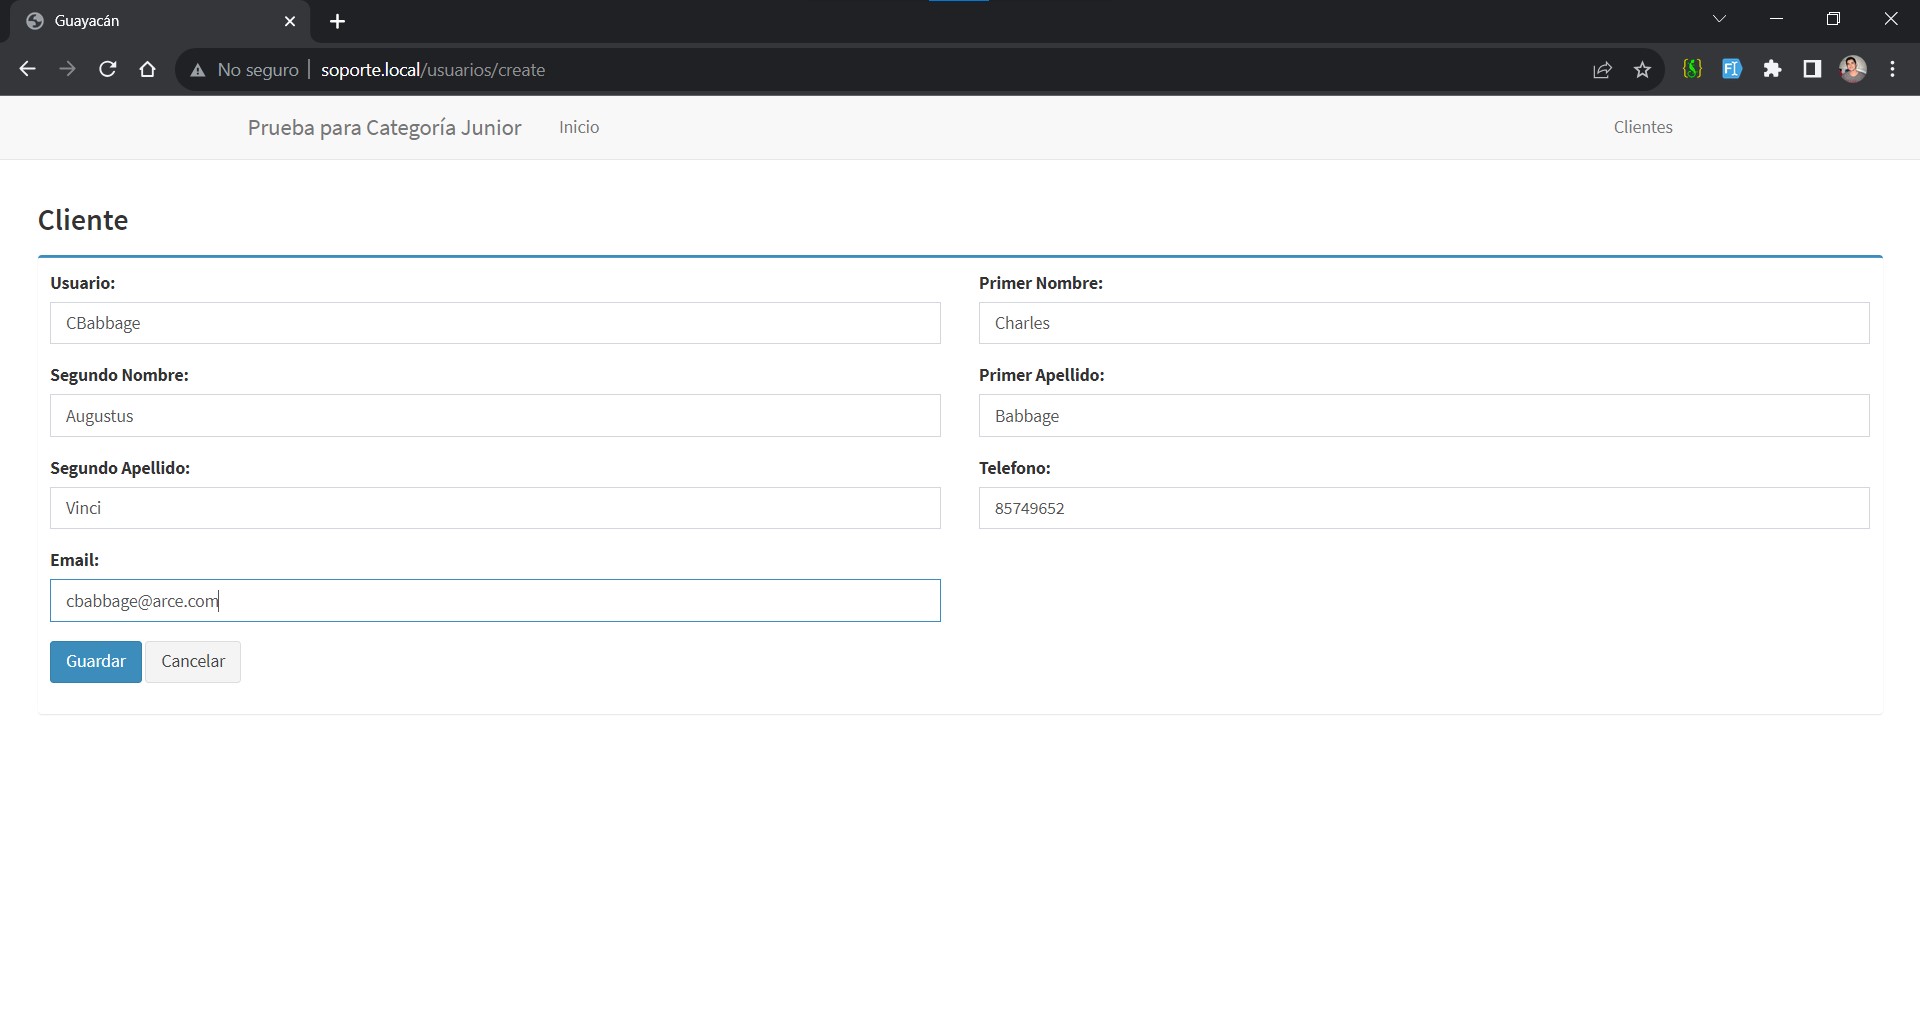 Guayacán
No seguro soporte.local/usuarios/create
Prueba para Categoría Junior Inicio Clientes
Cliente
Usuario: Primer Nombre:
CBabbage Charles
Segundo Nombre: Primer Apellido:
Augustus Babbage
Segundo Apellido: Telefono:
Vinci 85749652
Email:
cbabbage@arce.com
Guardar Cancelar